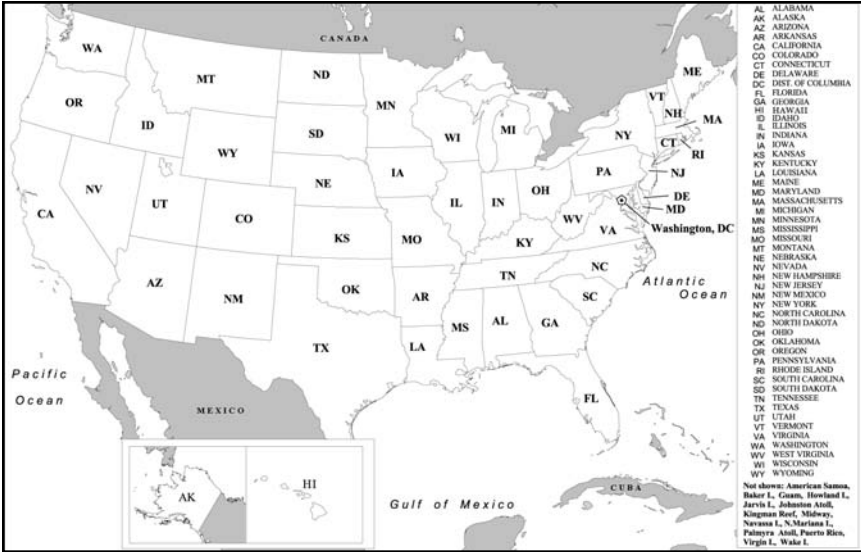 CANADA
WA
MT
ND
MN
ME
VT
NH
OR
ID
SD
WI
MI
NY
MA
CT
RI
WY
IA
NE
PA
NJ
NV
UT
IL
IN
OH
DE
MD
CA
CO
WV
VA
Washington, DC
KS
MO
KY
NC
TN
AZ
NM
OK
AR
SC
Atlantic
Ocean
MS
AL
GA
TX
LA
Pacific
Ocean
FL
MEXICO
HI
AK
CUBA
Gulf of Mexico
AL ALABAMA
AK ALASKA
AZ ARIZONA
AR ARKANSAS
CA CALIFORNIA
CO COLORADO
CT CONNECTICUT
DE DELAWARE
DC DIST. OF COLUMBIA
FL FLORIDA
GA GEORGIA
HI HAWAII
ID IDAHO
IL ILLINOIS
IN INDIANA
IA IOWA
KS KANSAS
KY KENTUCKY
LA LOUISIANA
ME MAINE
MD MARYLAND
MA MASSACHUSETTS
MI MICHIGAN
MN MINNESOTA
MS MISSISSIPPI
MO MISSOURI
MT MONTANA
NE NEBRASKA
NV NEVADA
NH NEW HAMPSHIRE
NJ NEW JERSEY
NM NEW MEXICO
NY NEW YORK
NC NORTH CAROLINA
ND NORTH DAKOTA
OH OHIO
OK OKLAHOMA
OR OREGON
PA PENNSYLVANIA
RI RHODE ISLAND
SC SOUTH CAROLINA
SD SOUTH DAKOTA
TN TENNESSEE
TX TEXAS
UT UTAH
VT VERMONT
VA VIRGINIA
WA WASHINGTON
WV WEST VIRGINIA
WI WISCONSIN
WY WYOMING
Not shown: American Samoa,
Baker I., Guam, Howland I.,
Jarvis I., Johnston Atoll,
Kingman Reef, Midway,
Navassa I., N.Mariana I.,
Palmyra Atoll, Puerto Rico,
Virgin I., Wake I.